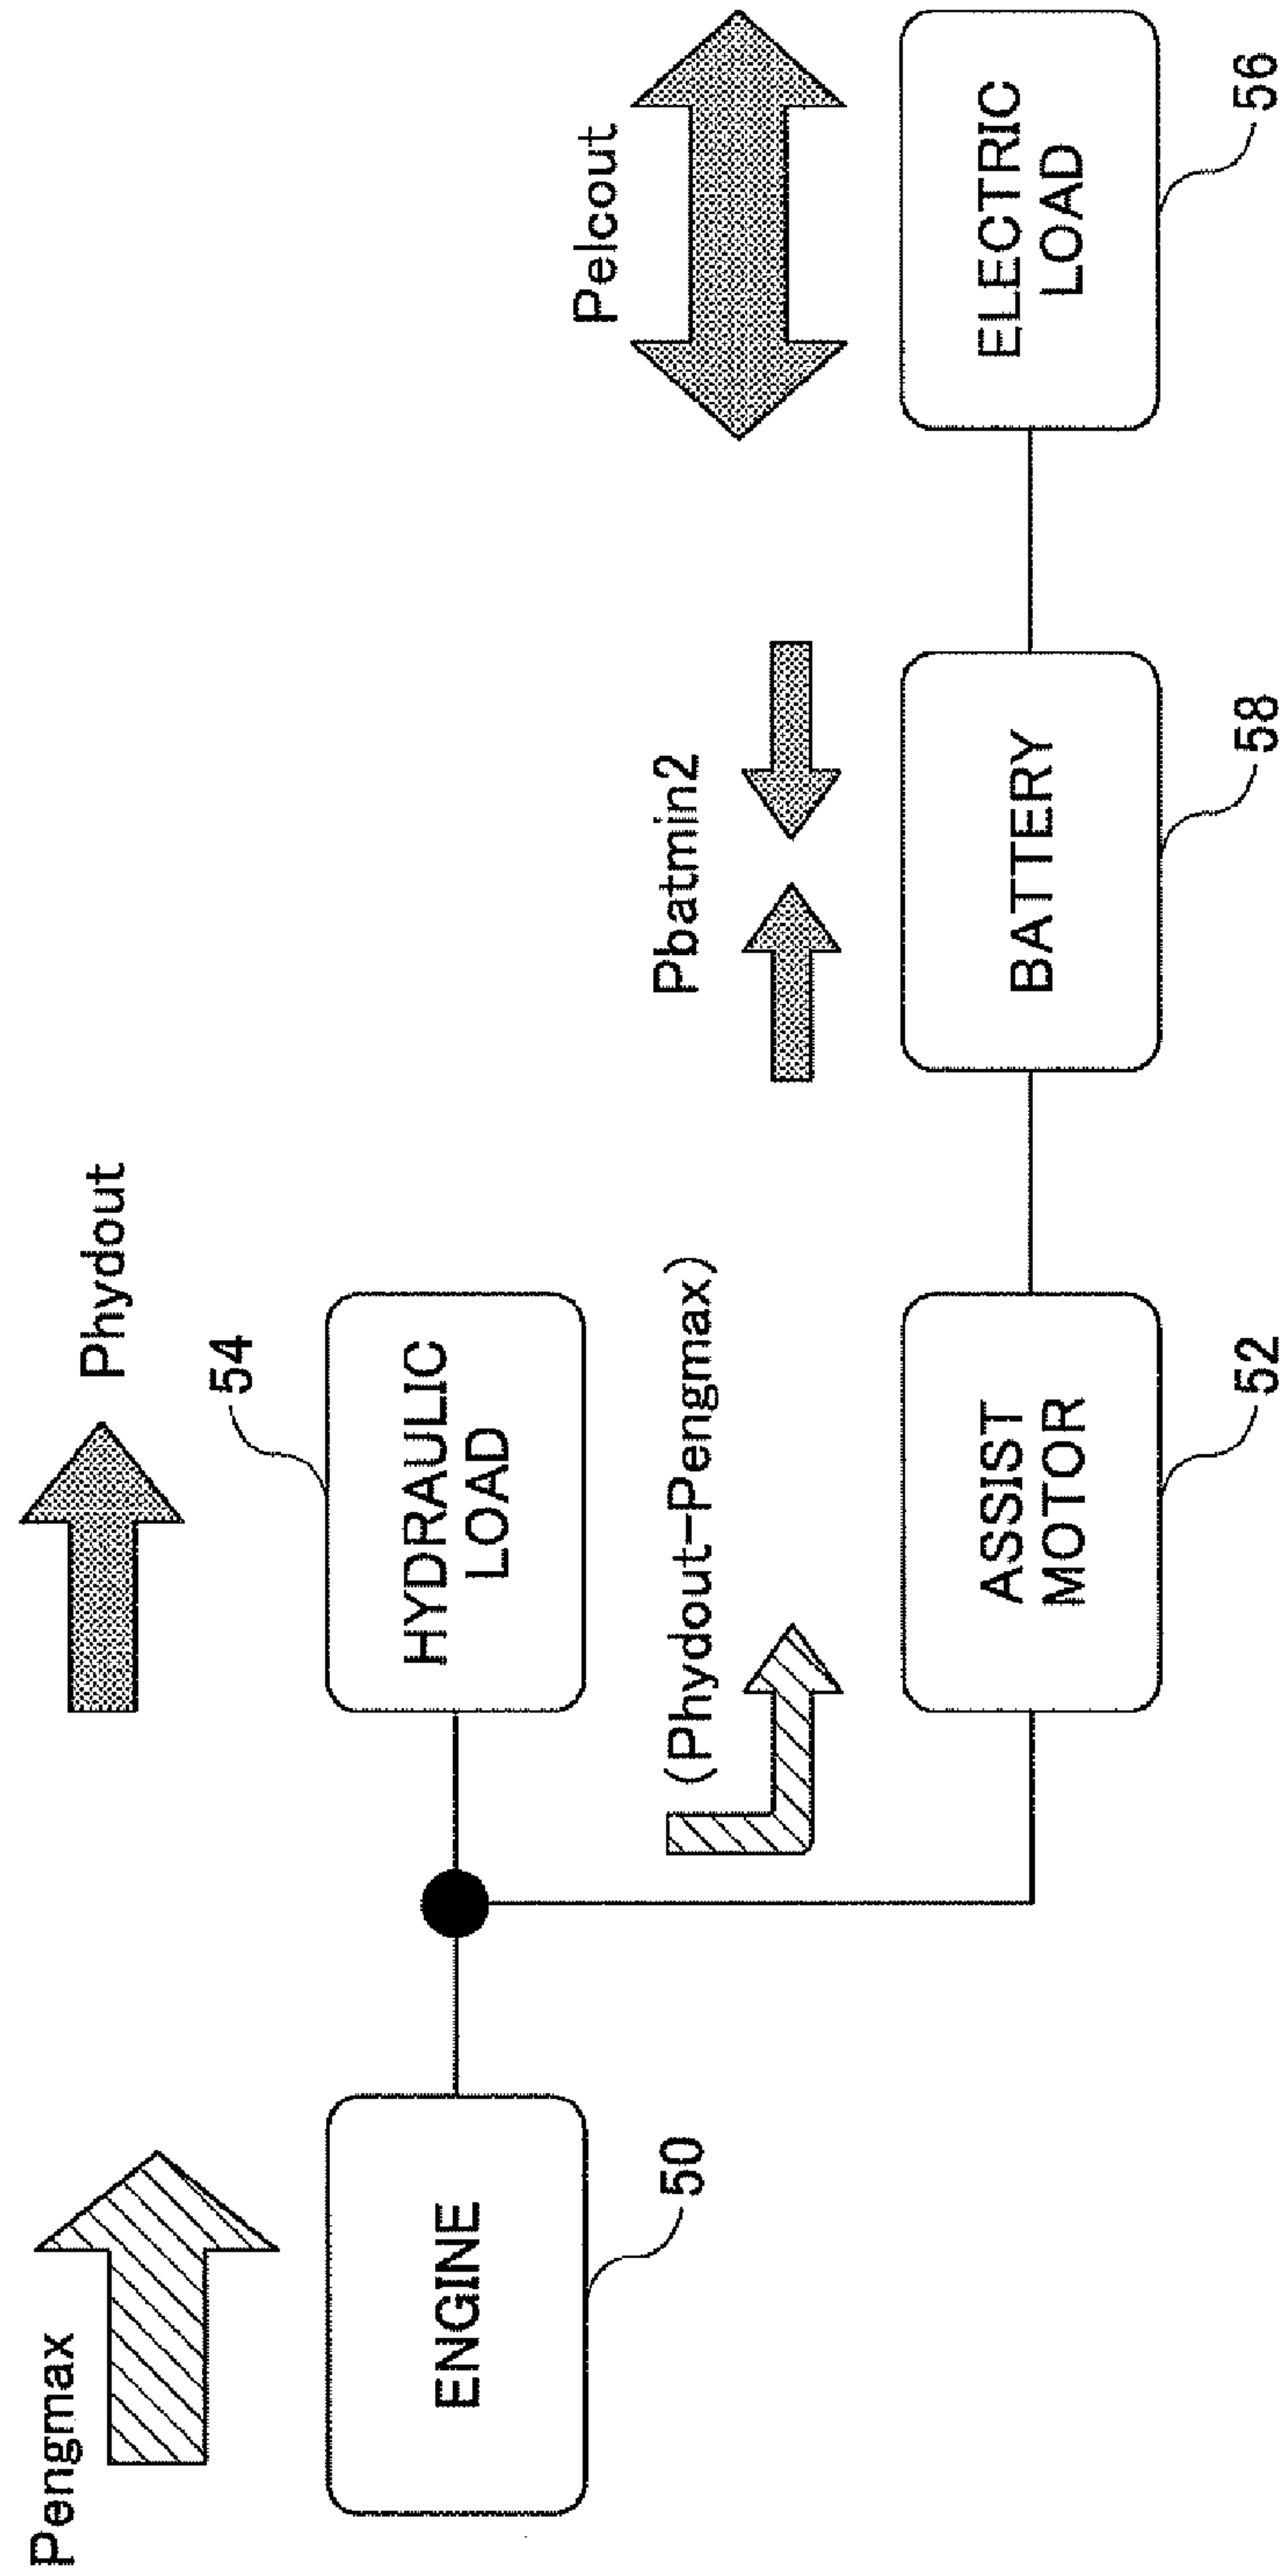 Pengmax
Phydout
54
ENGINE
HYDRAULIC
LOAD
50
(Phydout-Pengmax)
Pbatmin2
Pelcout
ASSIST
MOTOR
BATTERY
ELECTRIC
LOAD
52
58
56